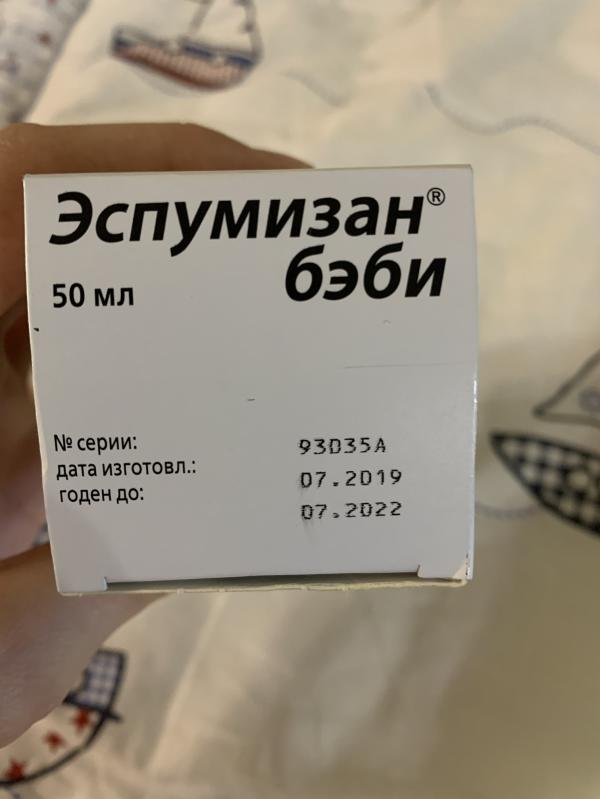 Эспумизан®
бэби
50 мл
№ серии: 93D35A
дата изготовл.: 07.2019
годен до: 07.2022